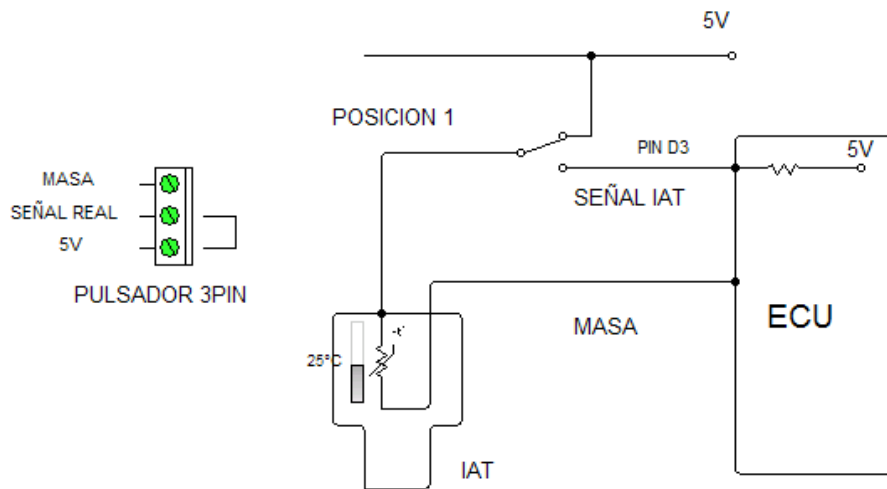 5V
POSICION 1
PIN D3
5V
MASA
SEÑAL REAL
5V
SEÑAL IAT
PULSADOR 3PIN
MASA
ECU
-t°
25°C
IAT